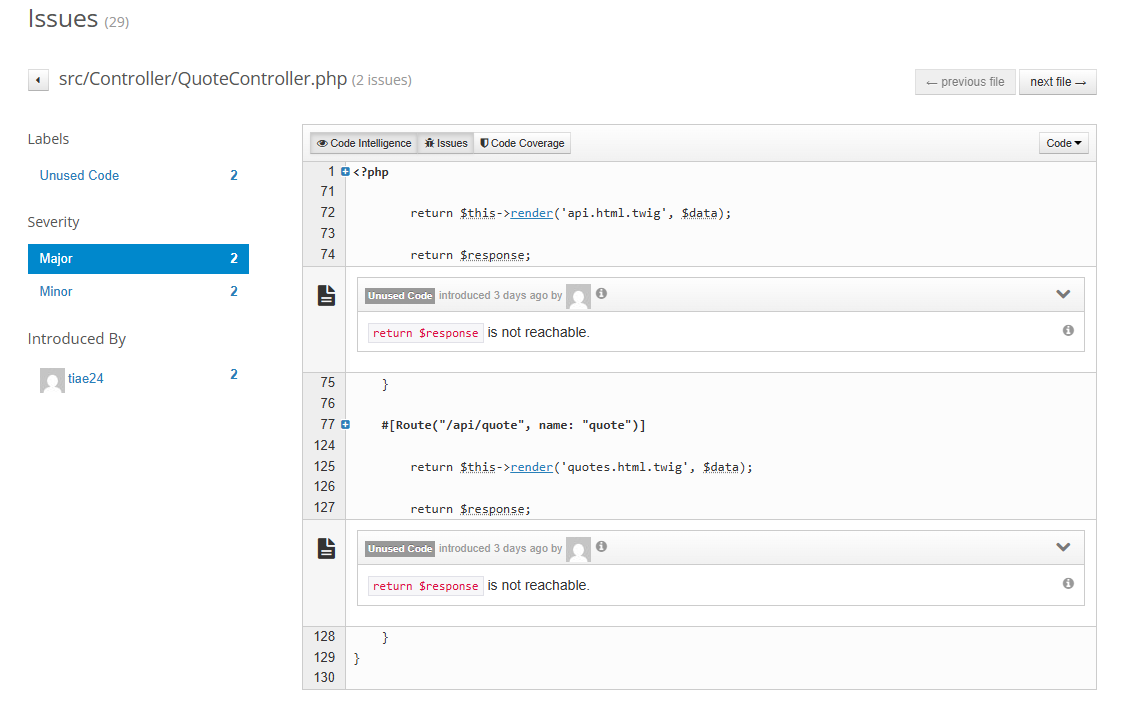 Issues (29)
src/Controller/QuoteController.php (2 issues)
← previous file
next file →
Labels
Unused Code 2
Severity
Major 2
Minor 2
Introduced By
tiae24 2
Code Intelligence
Issues
Code Coverage
Code
1 <?php
71
72 return $this->render('api.html.twig', $data);
73
74 return $response;
Unused Code introduced 3 days ago by
return $response is not reachable.
75 }
76
77 #[Route("/api/quote", name: "quote")]
124
125 return $this->render('quotes.html.twig', $data);
126
127 return $response;
Unused Code introduced 3 days ago by
return $response is not reachable.
128 }
129 }
130